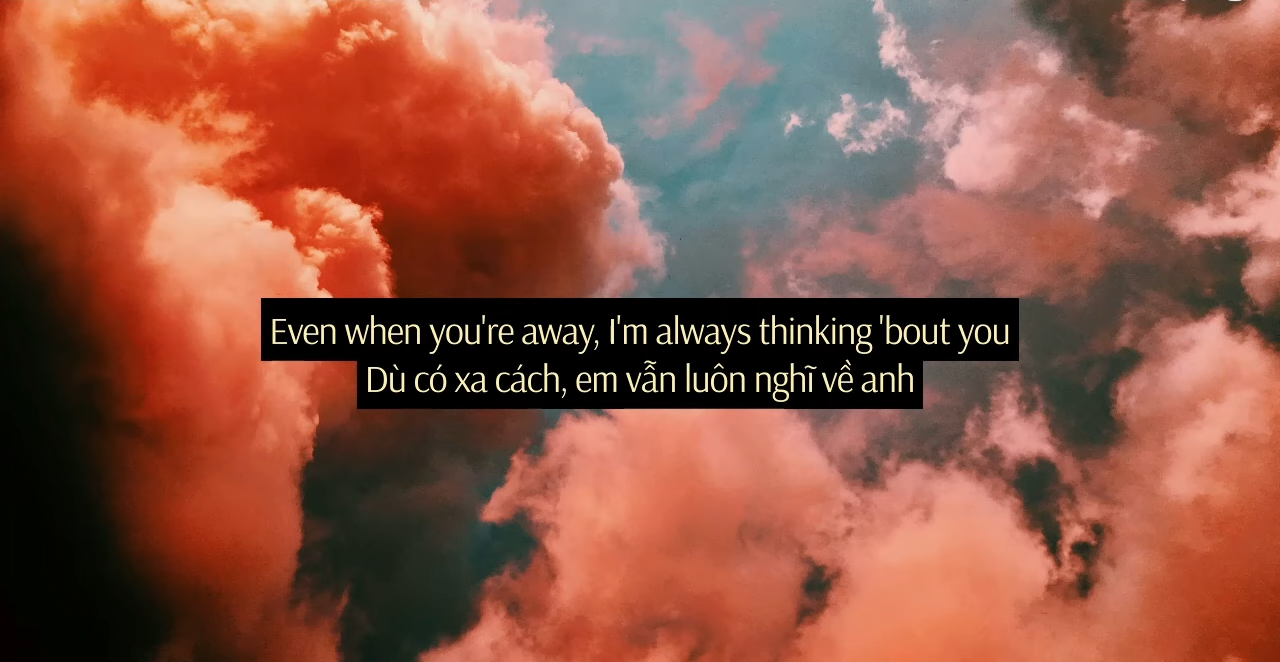 Even when you're away, I'm always thinking 'bout you
Dù có xa cách, em vẫn luôn nghĩ về anh